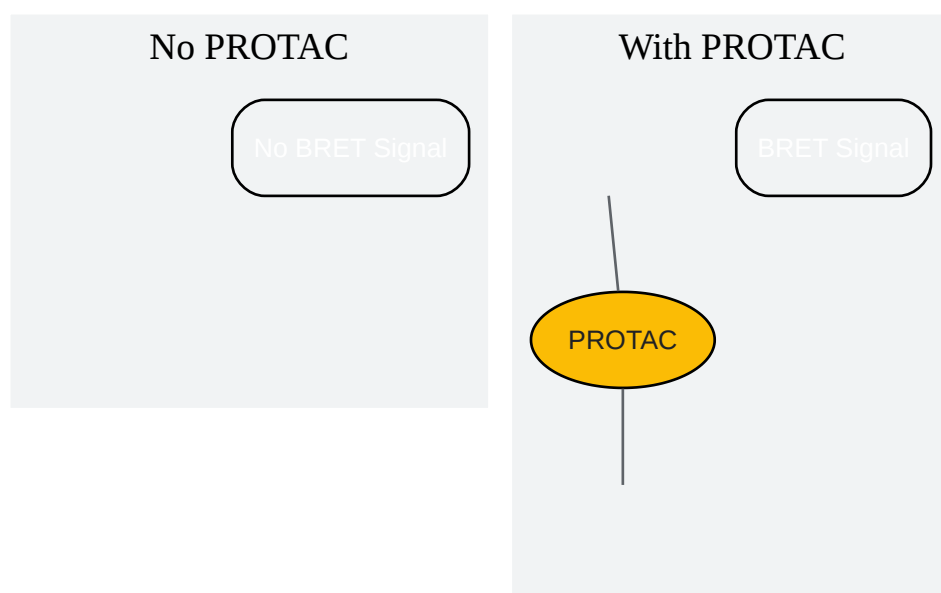 No PROTAC
No BRET Signal
With PROTAC
BRET Signal
PROTAC